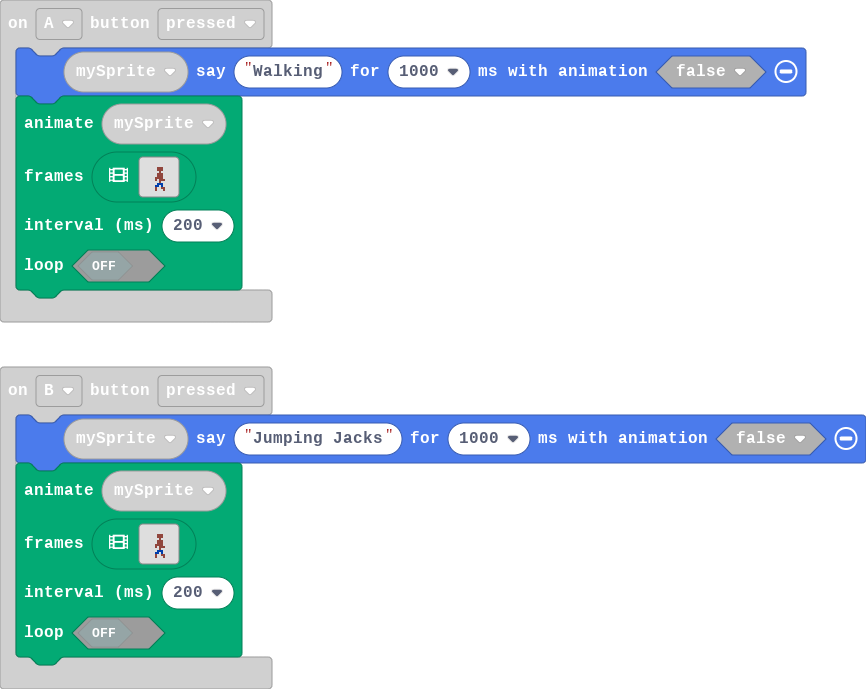 on A button pressed
mySprite say "Walking" for 1000 ms with animation false
animate mySprite
frames
interval (ms) 200
loop OFF
on B button pressed
mySprite say "Jumping Jacks" for 1000 ms with animation false
animate mySprite
frames
interval (ms) 200
loop OFF